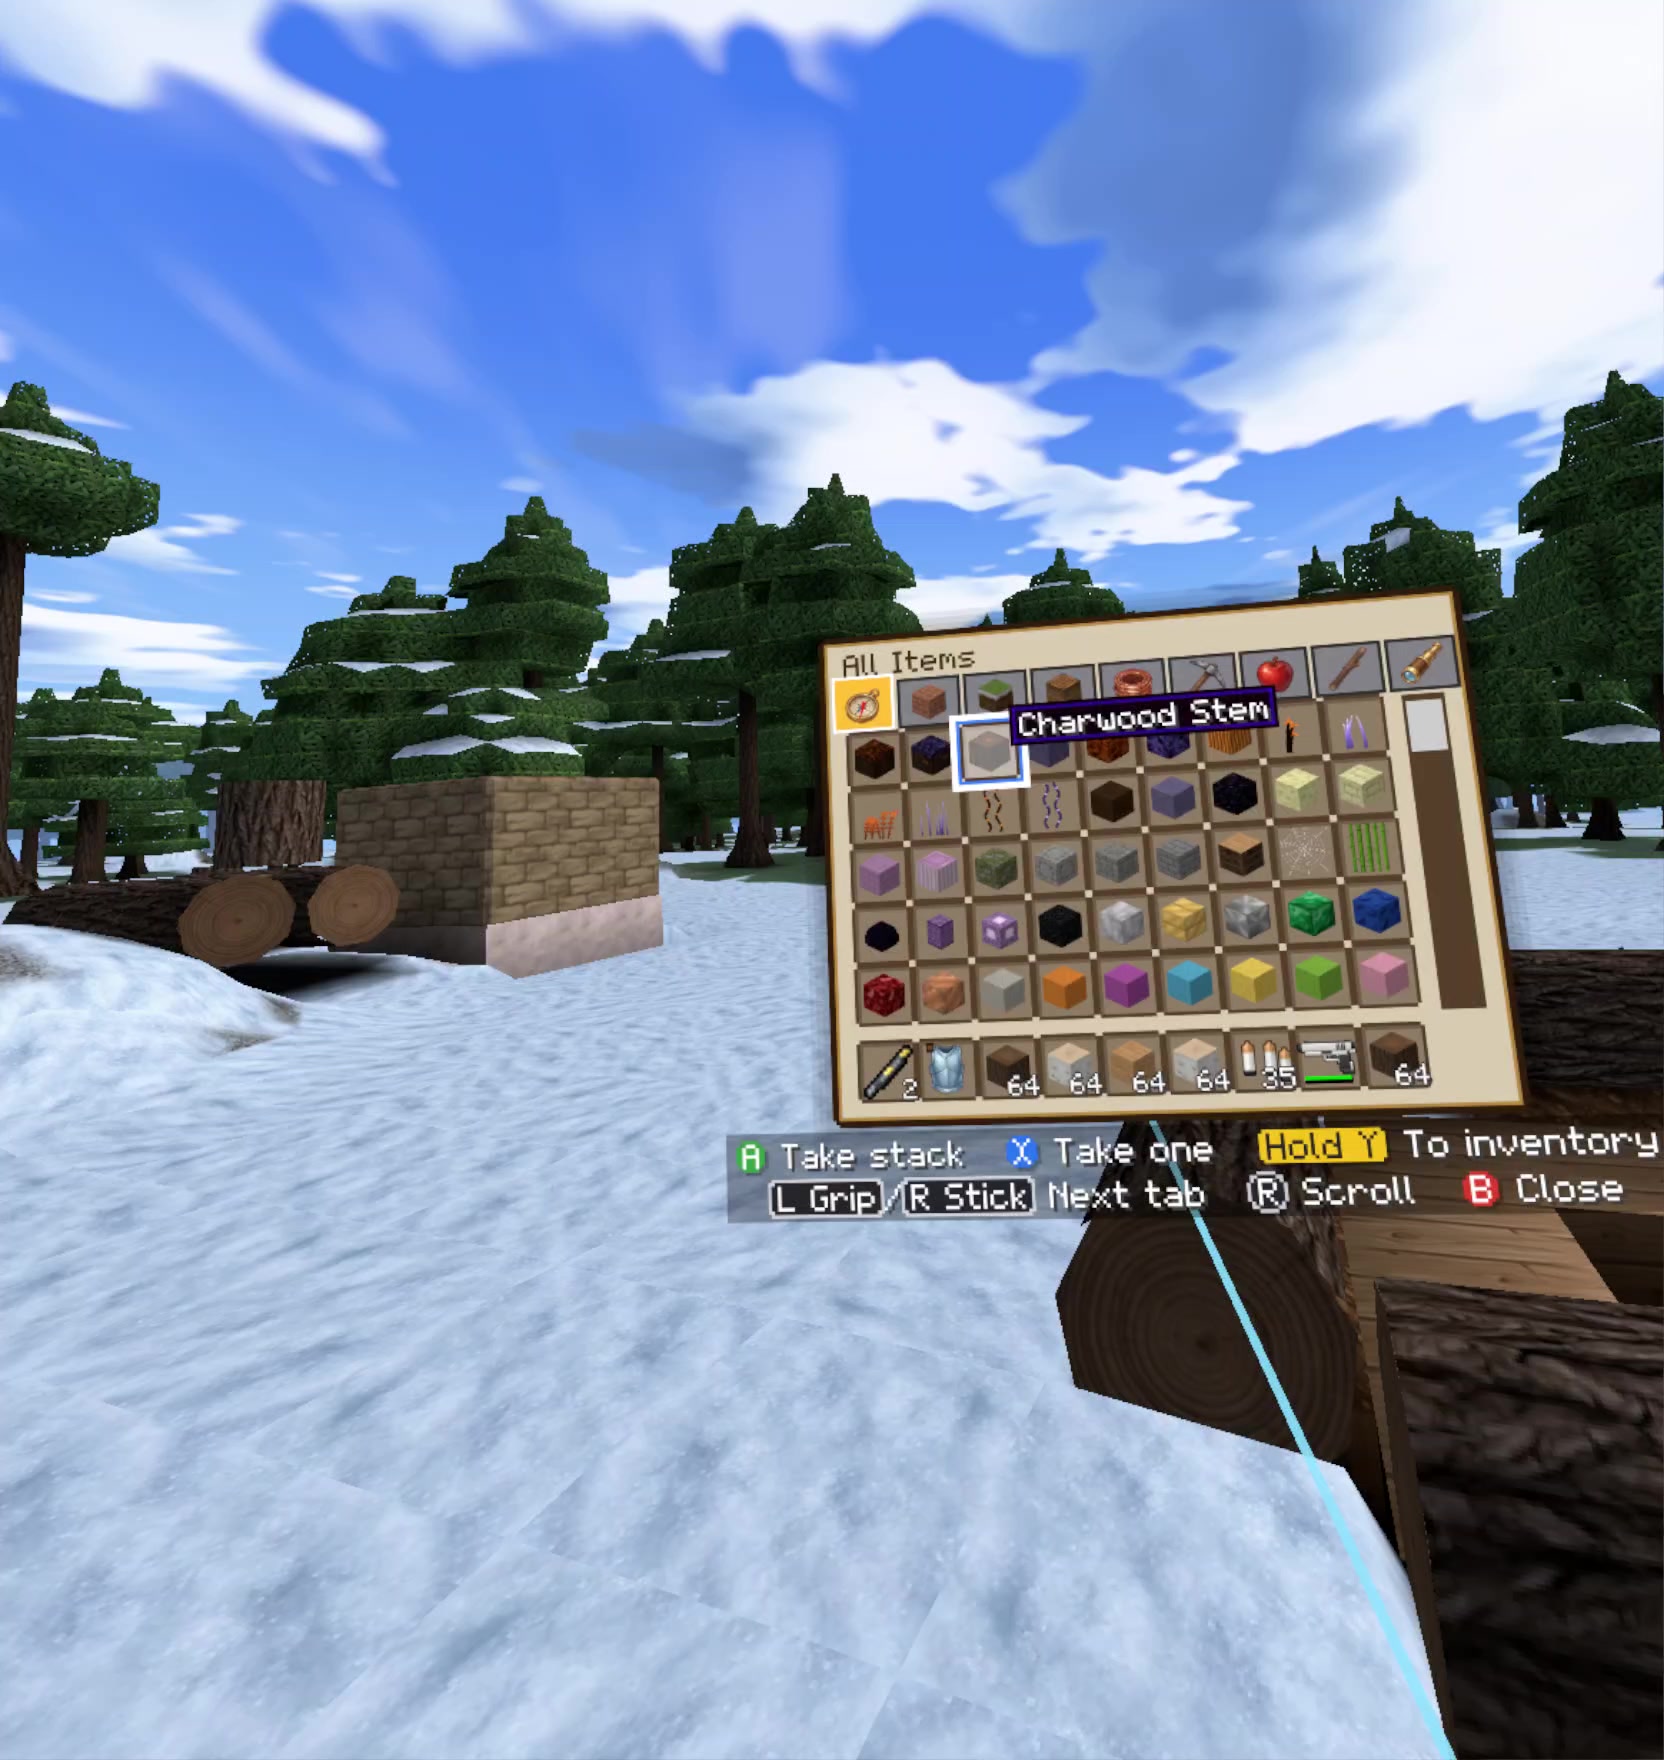 All Items
Charwood Stem
2 64 64 64 64 35 64
A Take stack X Take one Hold Y To inventory
L Grip/R Stick Next tab R Scroll B Close